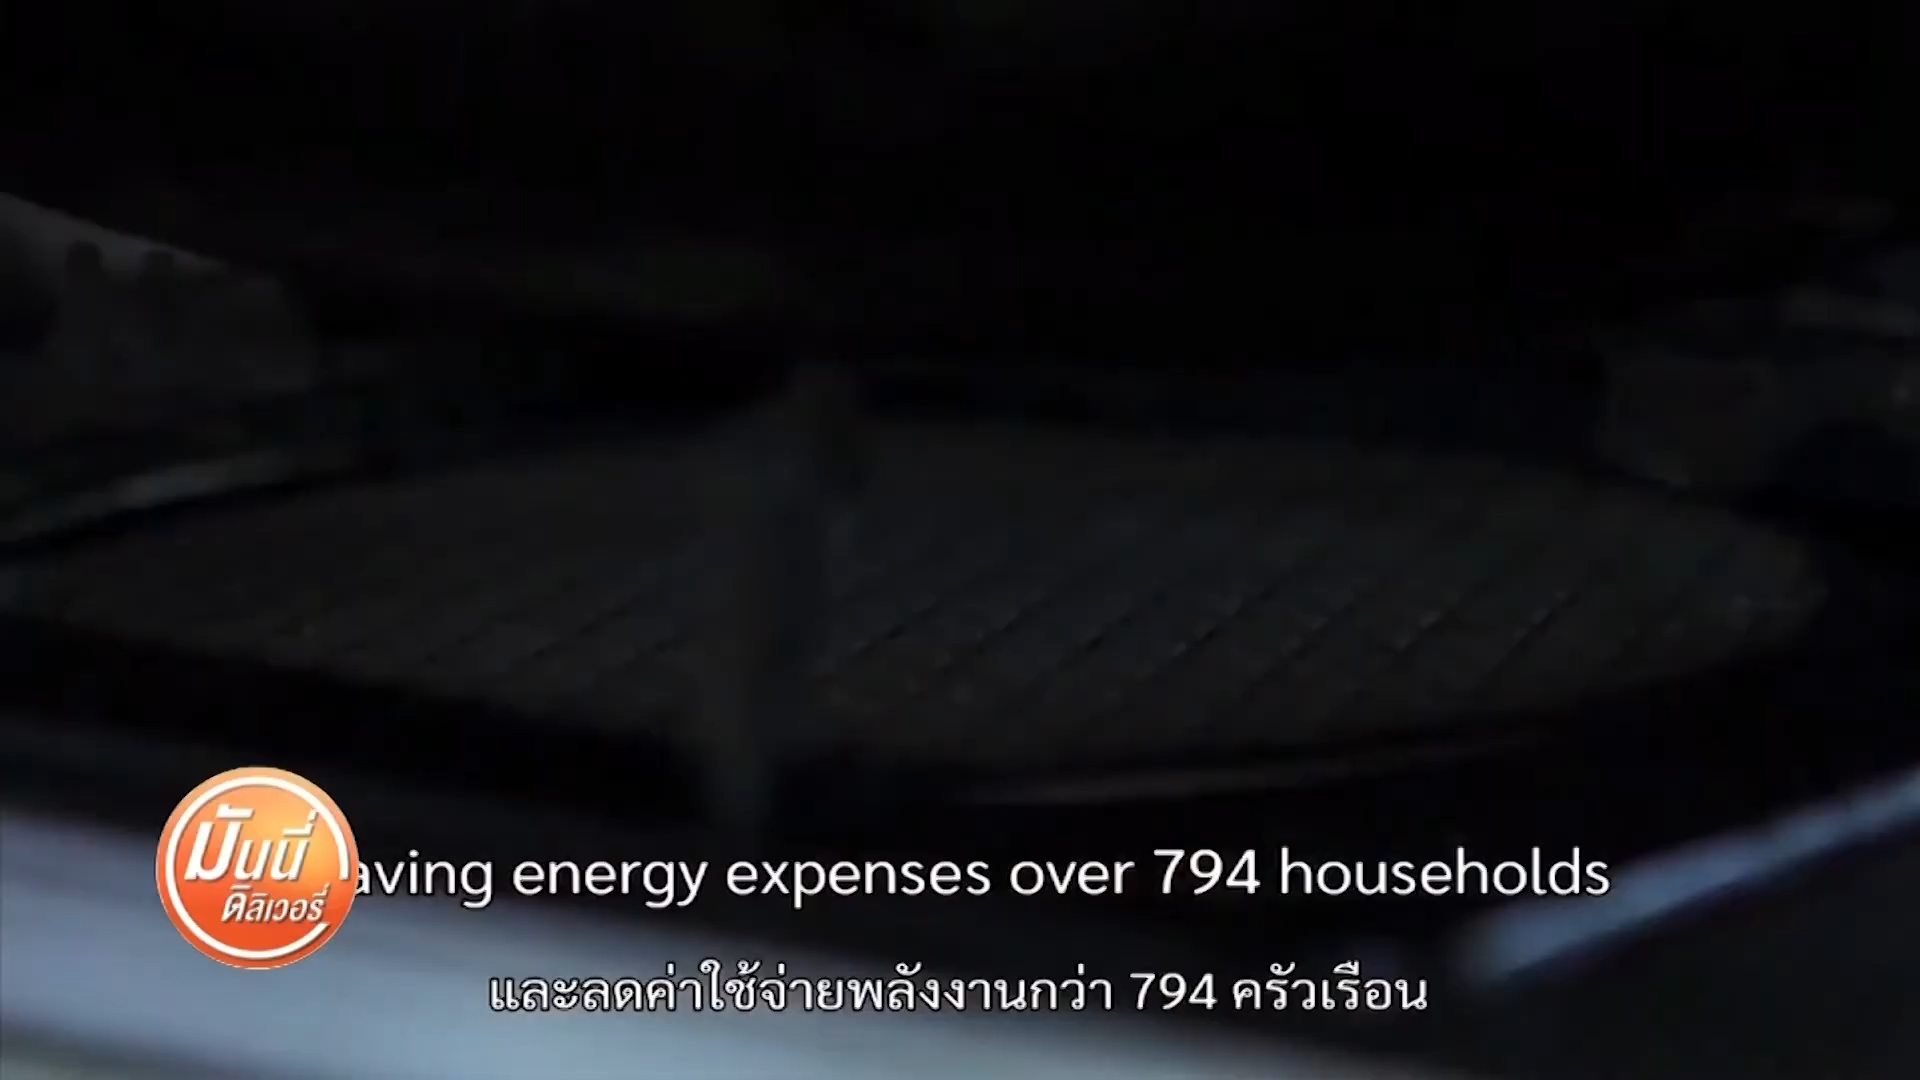 มันนี่
ดิลิเวอรี่
aving energy expenses over 794 households
และลดค่าใช้จ่ายพลังงานกว่า 794 ครัวเรือน